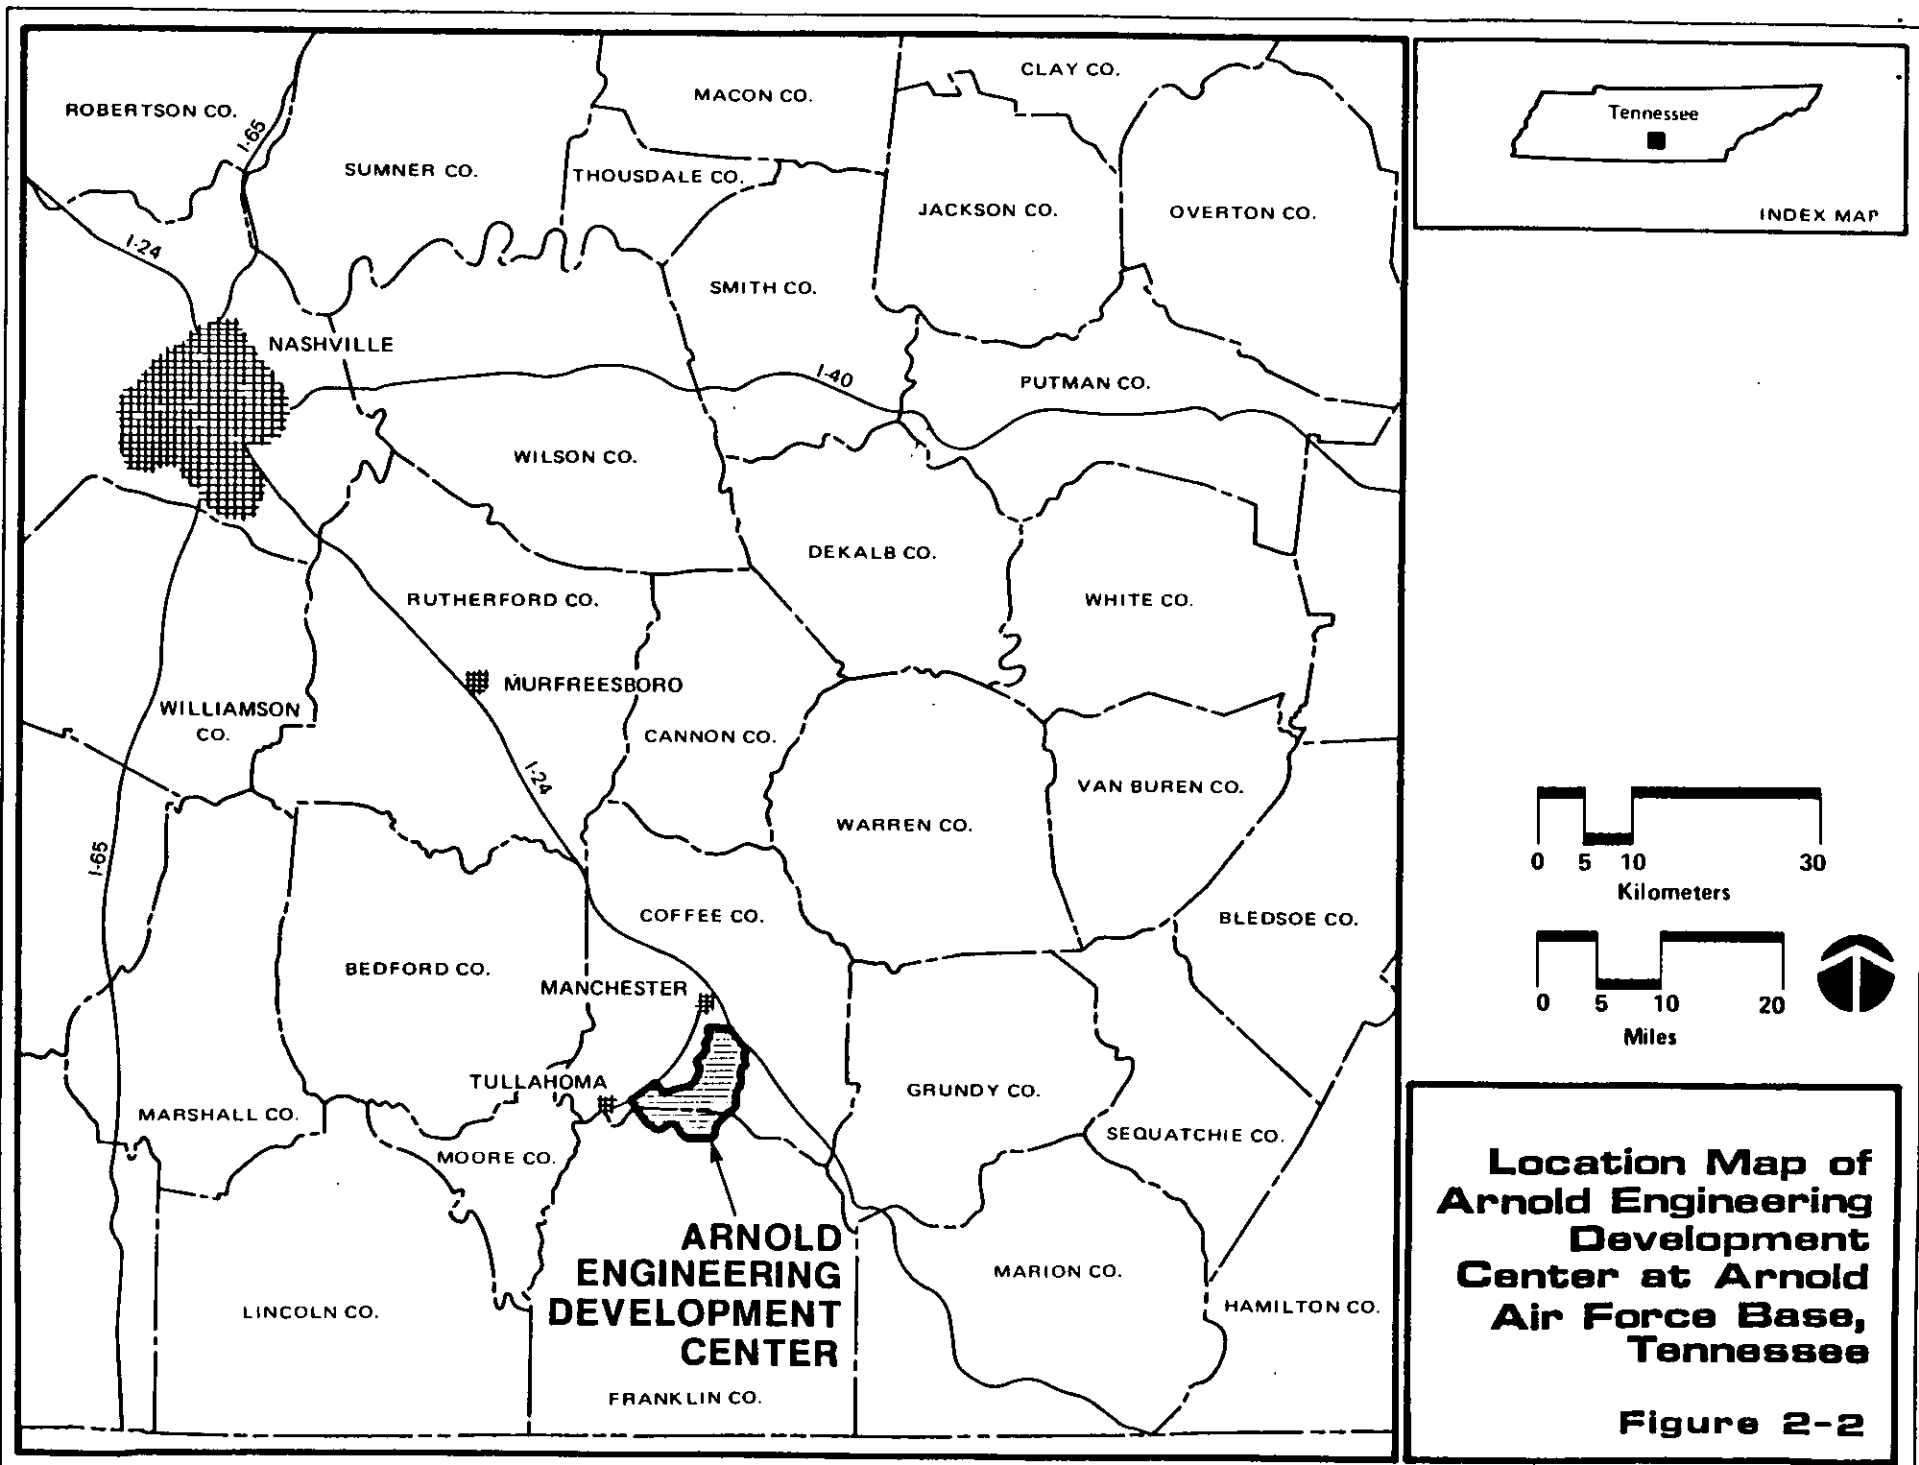 CLAY CO.
MACON CO.
ROBERTSON CO.
I-65
SUMNER CO.
THOUSDALE CO.
JACKSON CO.
OVERTON CO.
I-24
SMITH CO.
NASHVILLE
I-40
PUTMAN CO.
WILSON CO.
DEKALB CO.
RUTHERFORD CO.
WHITE CO.
MURFREESBORO
WILLIAMSON
CO.
CANNON CO.
I-24
VAN BUREN CO.
WARREN CO.
I-65
COFFEE CO.
BLEDSOE CO.
BEDFORD CO.
MANCHESTER
TULLAHOMA
GRUNDY CO.
MARSHALL CO.
SEQUATCHIE CO.
MOORE CO.
ARNOLD
ENGINEERING
DEVELOPMENT
CENTER
MARION CO.
HAMILTON CO.
LINCOLN CO.
FRANKLIN CO.
Tennessee
INDEX MAP
0 5 10 30
Kilometers
0 5 10 20
Miles
Location Map of
Arnold Engineering
Development
Center at Arnold
Air Force Base,
Tennessee
Figure 2-2